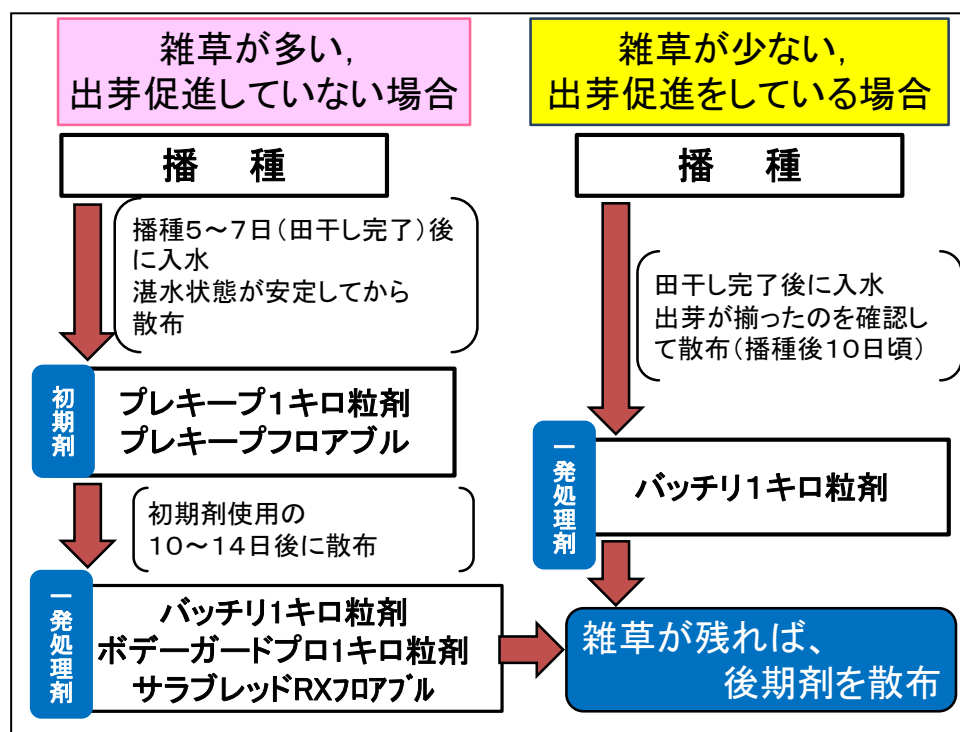 雑草が多い,
出芽促進していない場合
播　種
播種5～7日(田干し完了)後
に入水
湛水状態が安定してから
散布
初期剤
プレキープ1キロ粒剤
プレキープフロアブル
初期剤使用の
10～14日後に散布
一発処理剤
バッチリ1キロ粒剤
ボデーガードプロ1キロ粒剤
サラブレッドRXフロアブル
雑草が少ない,
出芽促進をしている場合
播　種
田干し完了後に入水
出芽が揃ったのを確認し
て散布(播種後10日頃)
一発処理剤
バッチリ1キロ粒剤
雑草が残れば、
後期剤を散布